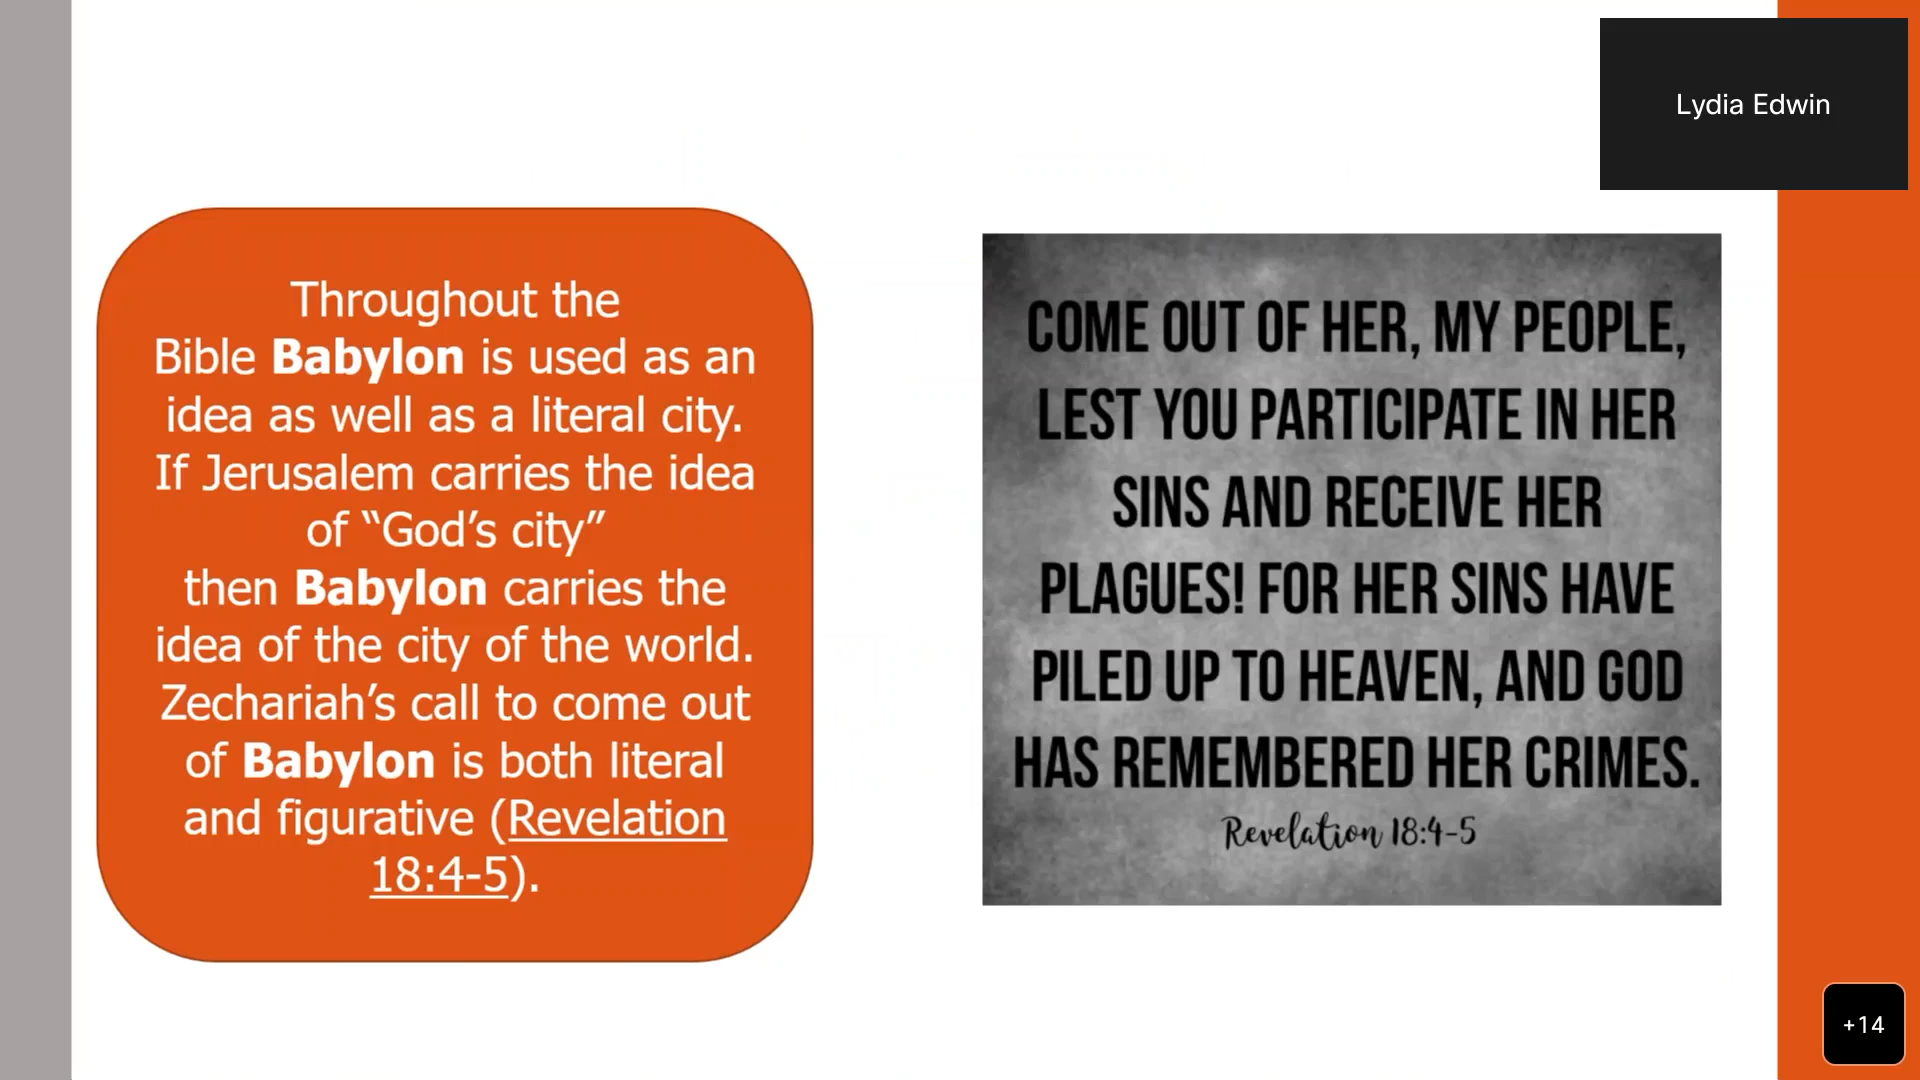 Lydia Edwin
Throughout the
Bible Babylon is used as an
idea as well as a literal city.
If Jerusalem carries the idea
of “God’s city”
then Babylon carries the
idea of the city of the world.
Zechariah’s call to come out
of Babylon is both literal
and figurative (Revelation
18:4-5).
COME OUT OF HER, MY PEOPLE,
LEST YOU PARTICIPATE IN HER
SINS AND RECEIVE HER
PLAGUES! FOR HER SINS HAVE
PILED UP TO HEAVEN, AND GOD
HAS REMEMBERED HER CRIMES.
Revelation 18:4-5
+14